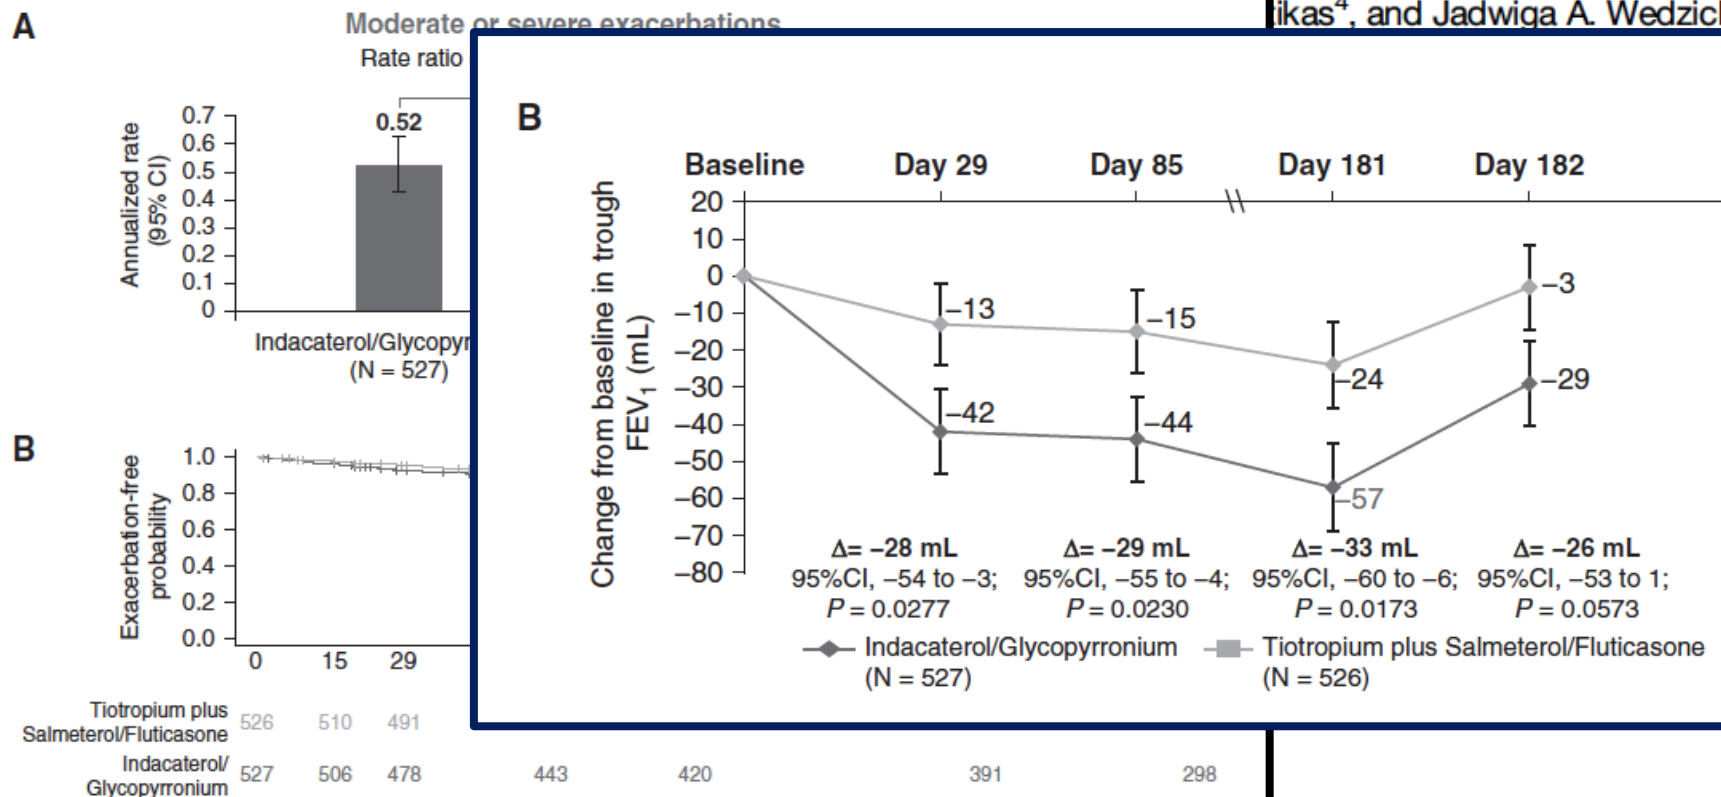 A
Moderate or severe exacerbations
Rate ratio
Annualized rate
(95% CI)
0.7
0.6
0.5
0.4
0.3
0.2
0.1
0
0.52
Indacaterol/Glycopyr
(N = 527)
B
Exacerbation-free
probability
1.0
0.8
0.6
0.4
0.2
0.0
0 15 29
Tiotropium plus
Salmeterol/Fluticasone
526 510 491
Indacaterol/
Glycopyrronium
527 506 478 443 420 391 298
tikas⁴, and Jadwiga A. Wedzicl
B
Baseline Day 29 Day 85 Day 181 Day 182
Change from baseline in trough
FEV₁ (mL)
20
10
0
−10
−20
−30
−40
−50
−60
−70
−80
−13
−15
−24
−3
−42
−44
−57
−29
Δ= −28 mL
95%CI, −54 to −3;
P = 0.0277
Δ= −29 mL
95%CI, −55 to −4;
P = 0.0230
Δ= −33 mL
95%CI, −60 to −6;
P = 0.0173
Δ= −26 mL
95%CI, −53 to 1;
P = 0.0573
Indacaterol/Glycopyrronium
(N = 527)
Tiotropium plus Salmeterol/Fluticasone
(N = 526)